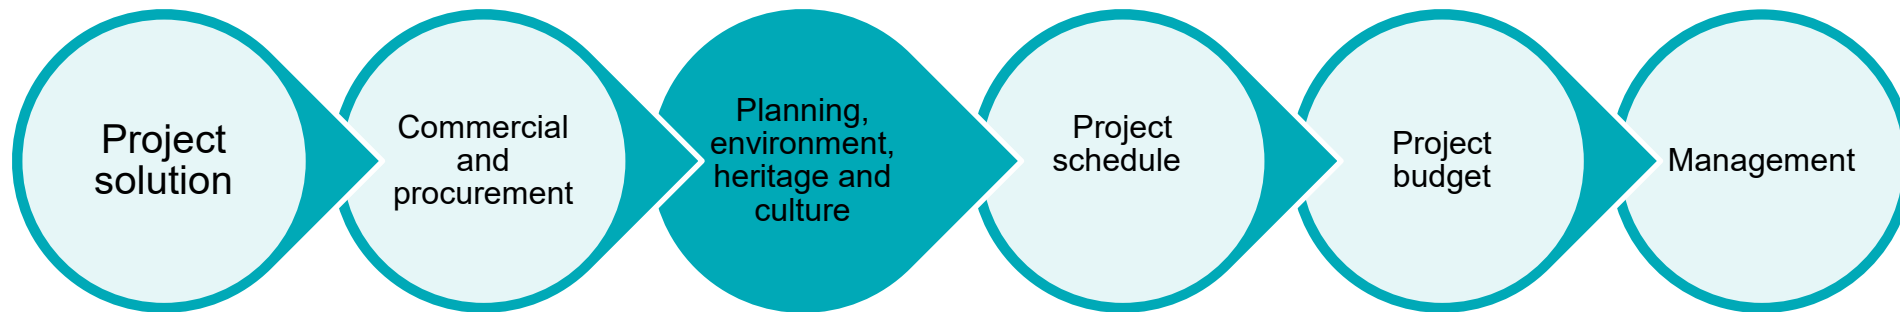 Project
solution
Commercial
and
procurement
Planning,
environment,
heritage and
culture
Project
schedule
Project
budget
Management